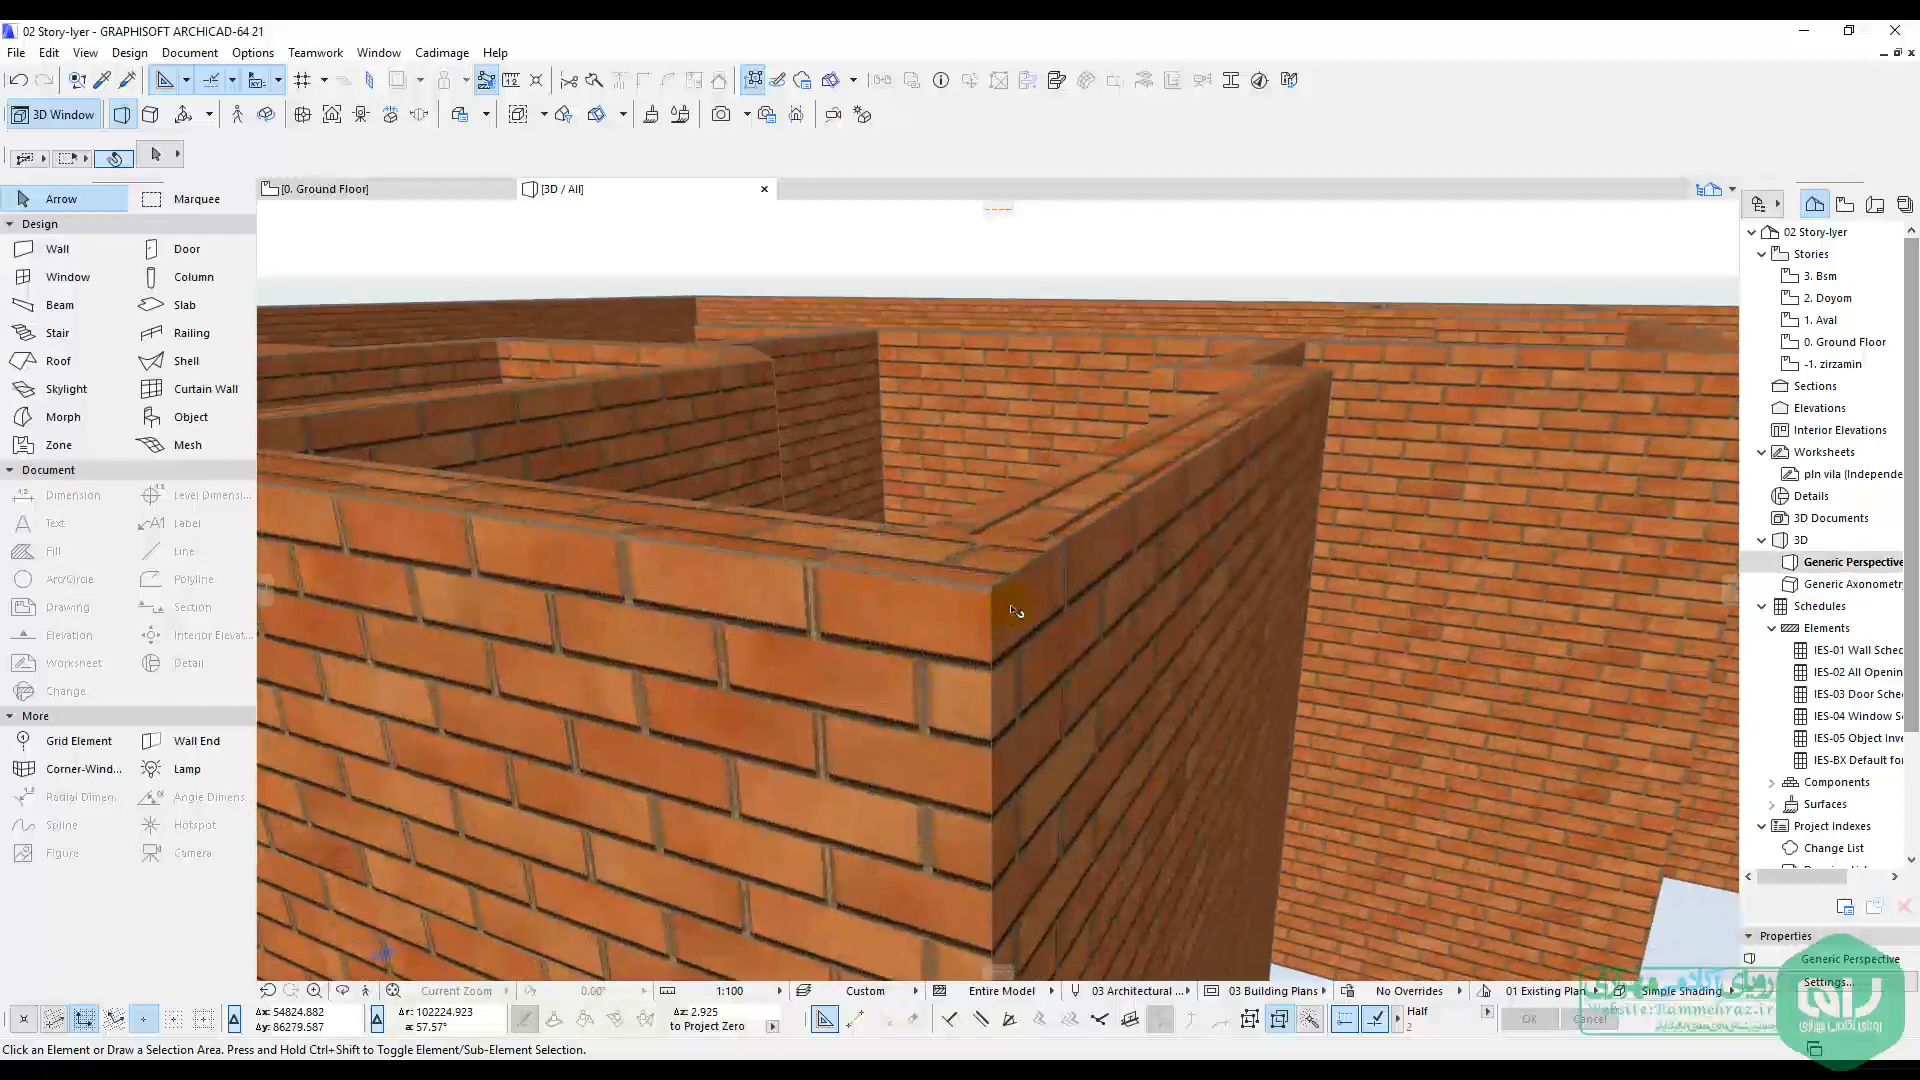 02 Story-lyer - GRAPHISOFT ARCHICAD-64 21
File Edit View Design Document Options Teamwork Window Cadimage Help
3D Window
[0. Ground Floor]
[3D / All]
Arrow
Marquee
Design
Wall
Door
Window
Column
Beam
Slab
Stair
Railing
Roof
Shell
Skylight
Curtain Wall
Morph
Object
Zone
Mesh
Document
Dimension
Level Dimensi...
Text
Label
Fill
Line
Arc/Circle
Polyline
Drawing
Section
Elevation
Interior Elevat...
Worksheet
Detail
Change
More
Grid Element
Wall End
Corner-Wind...
Lamp
Radial Dimen...
Angle Dimens...
Spline
Hotspot
Figure
Camera
02 Story-lyer
Stories
3. Bsm
2. Doyom
1. Aval
0. Ground Floor
-1. zirzamin
Sections
Elevations
Interior Elevations
Worksheets
pln vila (Independe
Details
3D Documents
3D
Generic Perspective
Generic Axonometr
Schedules
Elements
IES-01 Wall Sched
IES-02 All Openin
IES-03 Door Sche
IES-04 Window S
IES-05 Object Inve
IES-BX Default fo
Components
Surfaces
Project Indexes
Change List
Properties
Generic Perspective
Settings...
Current Zoom
0.00°
1:100
Custom
Entire Model
03 Architectural ...
03 Building Plans
No Overrides
01 Existing Plan
Simple Shading
Δx: 54824.882
Δy: 86279.587
Δr: 102224.923
a: 57.57°
Δz: 2.925
to Project Zero
Half
2
OK
Cancel
Website:Rammehraz.ir
Click an Element or Draw a Selection Area. Press and Hold Ctrl+Shift to Toggle Element/Sub-Element Selection.